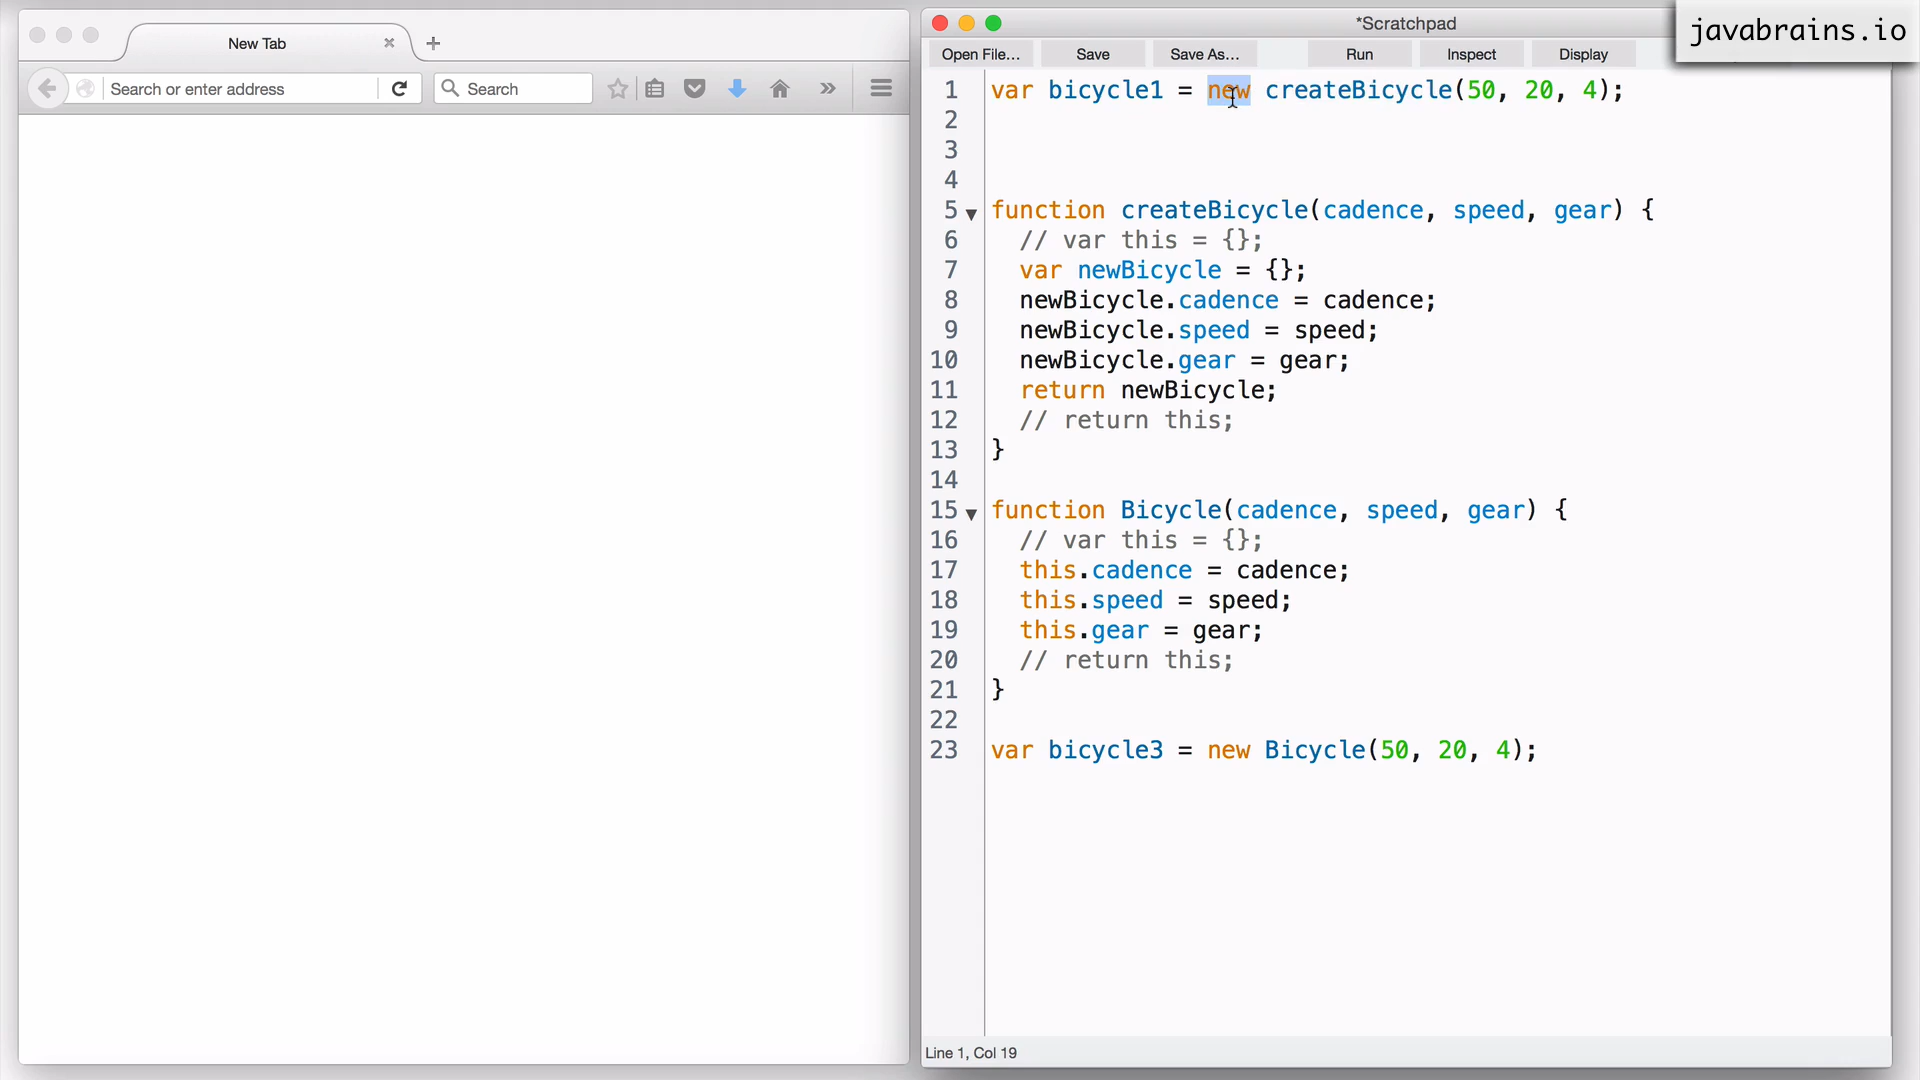 New Tab
Search or enter address
Search
*Scratchpad
javabrains.io
Open File...
Save
Save As...
Run
Inspect
Display
1 var bicycle1 = new createBicycle(50, 20, 4);
2
3
4
5 function createBicycle(cadence, speed, gear) {
6 // var this = {};
7 var newBicycle = {};
8 newBicycle.cadence = cadence;
9 newBicycle.speed = speed;
10 newBicycle.gear = gear;
11 return newBicycle;
12 // return this;
13 }
14
15 function Bicycle(cadence, speed, gear) {
16 // var this = {};
17 this.cadence = cadence;
18 this.speed = speed;
19 this.gear = gear;
20 // return this;
21 }
22
23 var bicycle3 = new Bicycle(50, 20, 4);
Line 1, Col 19